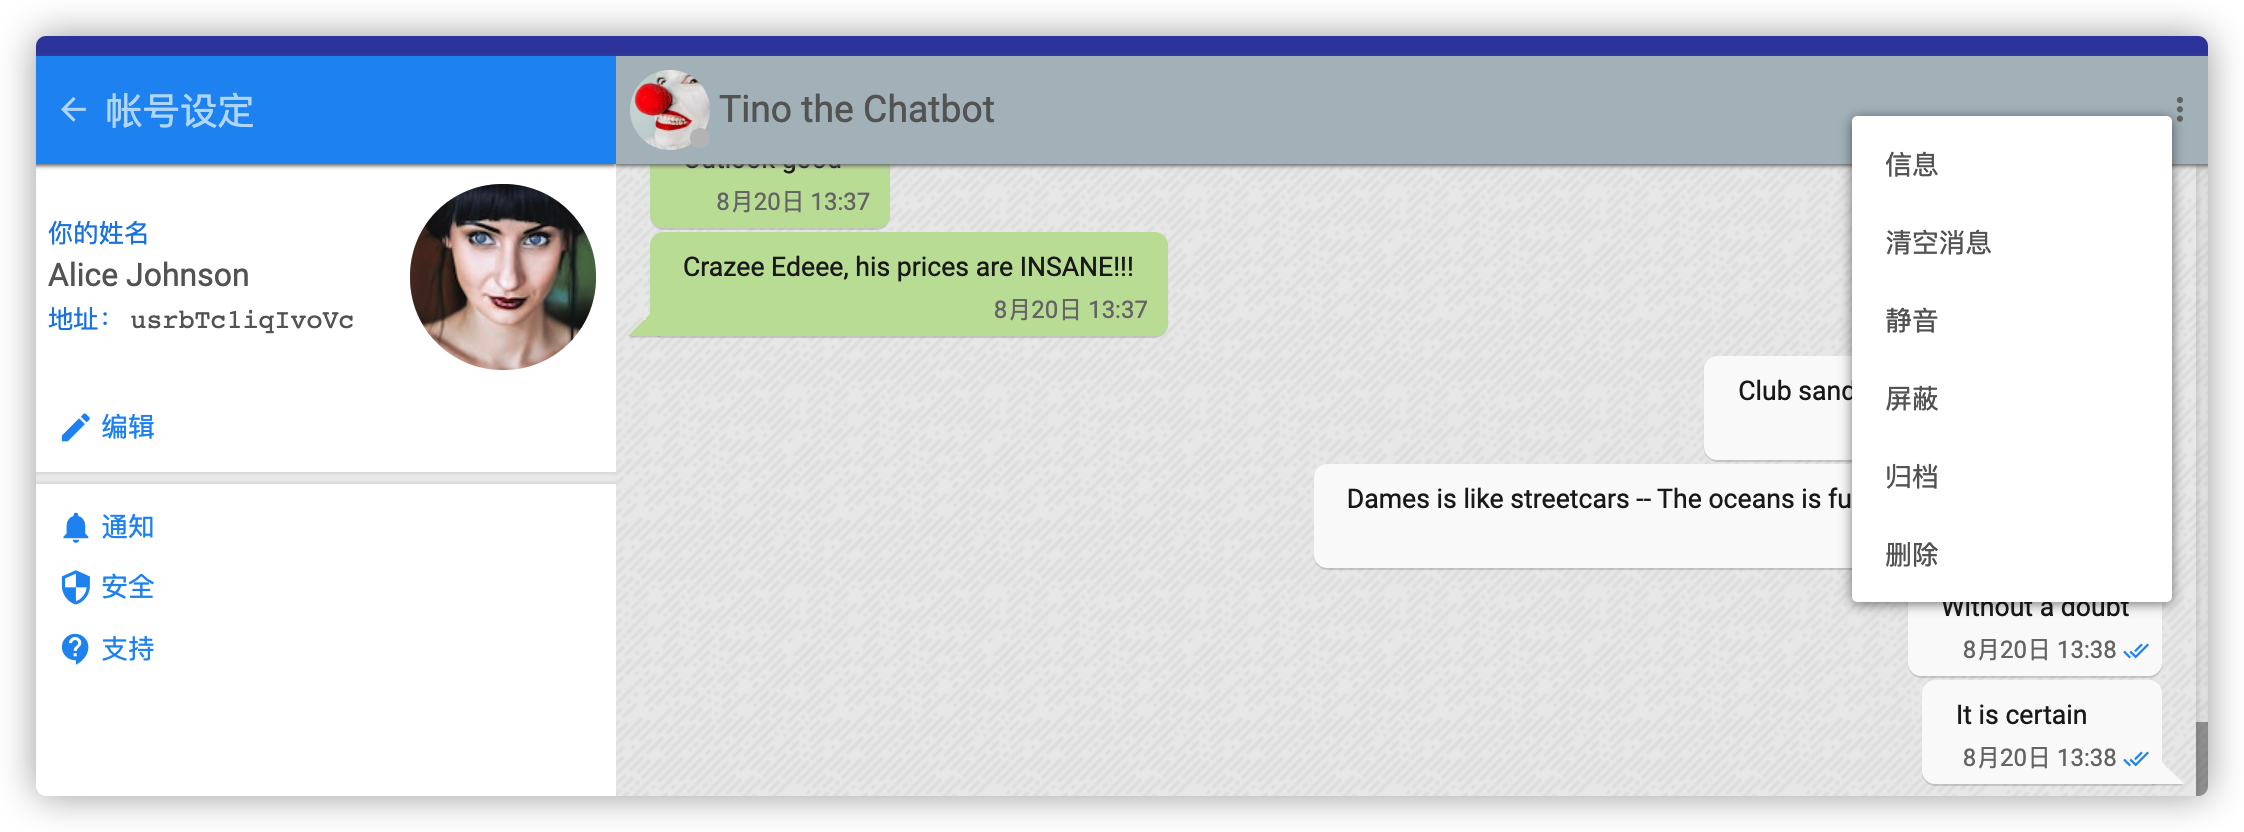 帐号设定
你的姓名
Alice Johnson
地址： usrbTc1iqIvoVc
编辑
通知
安全
支持
Tino the Chatbot
Outlook good
8月20日 13:37
Crazee Edeee, his prices are INSANE!!!
8月20日 13:37
Club
Dames is like streetcars -- The oceans is
Without a doubt
8月20日 13:38
It is certain
8月20日 13:38
信息
清空消息
静音
屏蔽
归档
删除